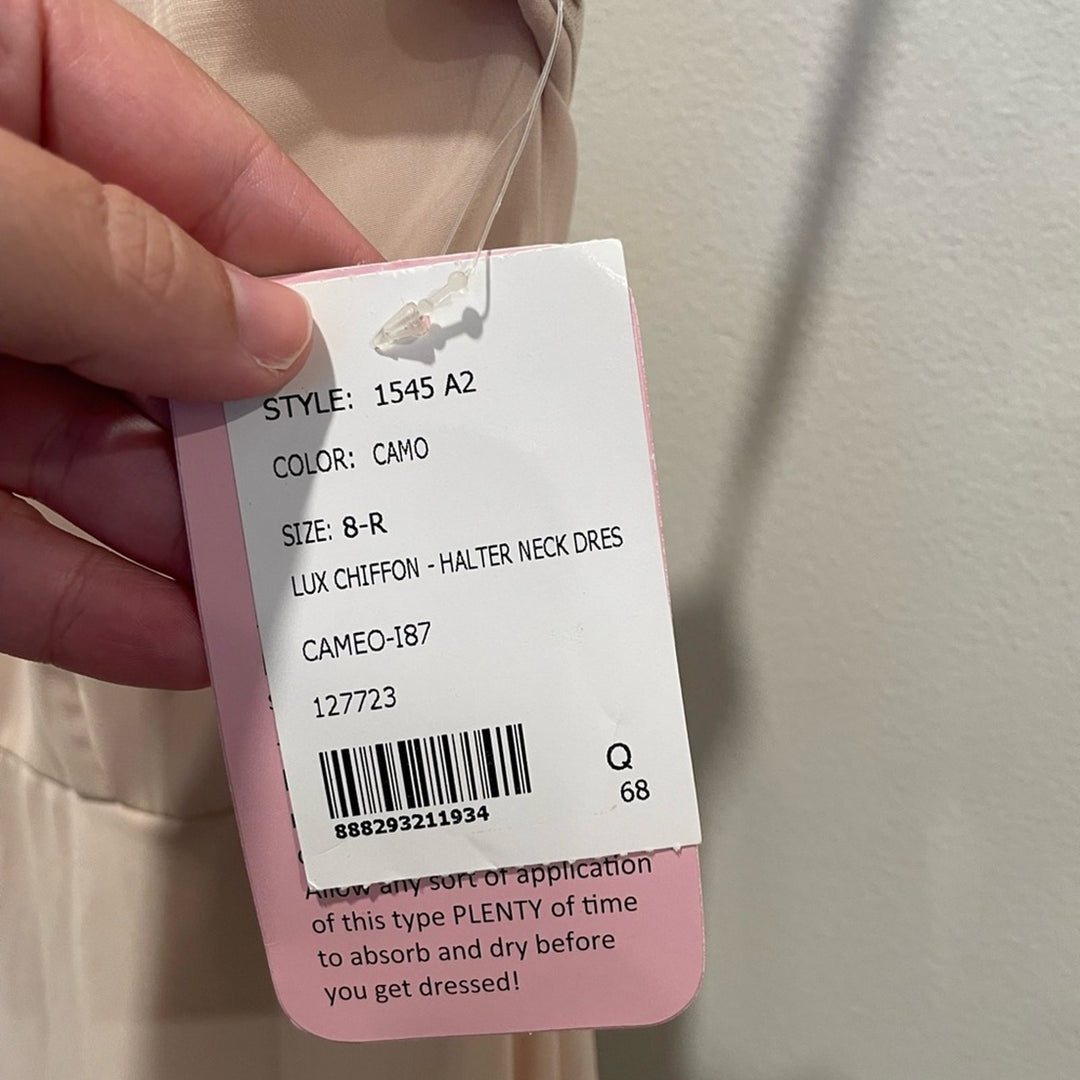 STYLE: 1545 A2
COLOR: CAMO
SIZE: 8-R
LUX CHIFFON - HALTER NECK DRES
CAMEO-I87
127723
888293211934
Q
68
Allow any sort of application
of this type PLENTY of time
to absorb and dry before
you get dressed!